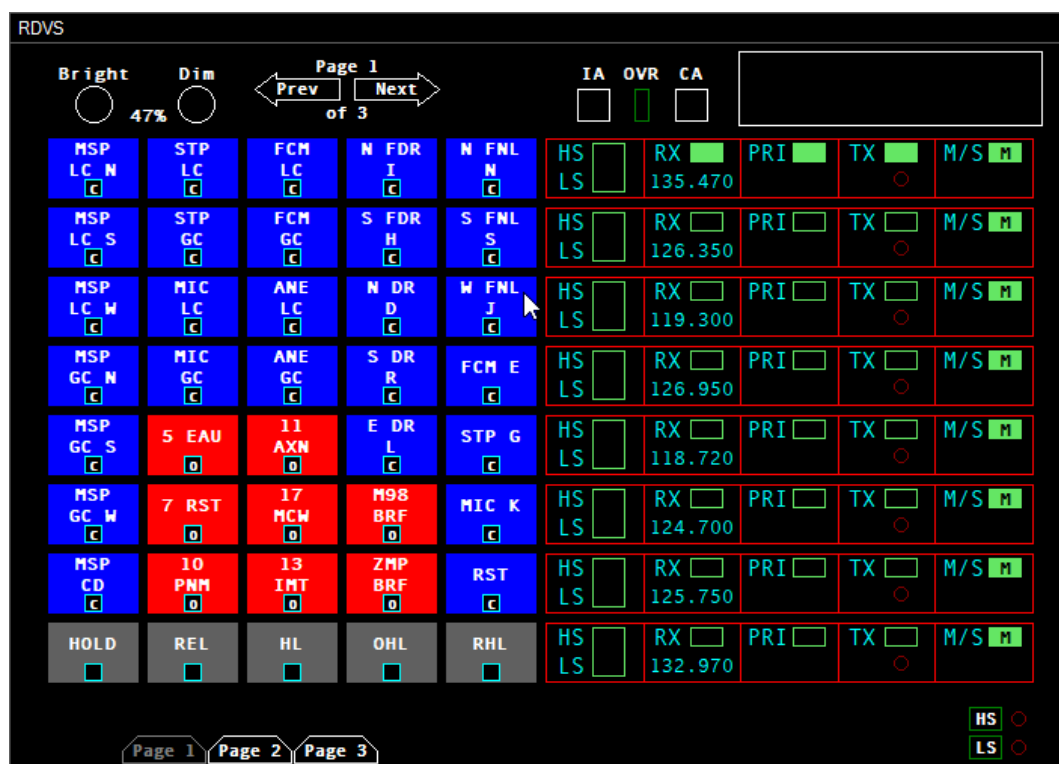 RDVS
Bright Dim Page 1 IA OVR CA
Prev Next
47% of 3
MSP STP FCM N FDR N FNL HS RX PRI TX M/S M
LC N LC LC I N
C C C C C LS 135.470
MSP STP FCM S FDR S FNL HS RX PRI TX M/S M
LC S GC GC H S
C C C C C LS 126.350
MSP MIC ANE N DR W FNL HS RX PRI TX M/S M
LC W LC LC D J
C C C C C LS 119.300
MSP MIC ANE S DR FCM E HS RX PRI TX M/S M
GC N GC GC R
C C C C C LS 126.950
MSP 5 EAU 11 E DR STP G HS RX PRI TX M/S M
GC S AXN L
C O O C C LS 118.720
MSP 7 RST 17 M98 MIC K HS RX PRI TX M/S M
GC W MCW BRF
C O O O C LS 124.700
MSP 10 13 ZMP RST HS RX PRI TX M/S M
CD PNM IMT BRF
C O O O C LS 125.750
HOLD REL HL OHL RHL HS RX PRI TX M/S M
LS 132.970
HS
Page 1 Page 2 Page 3 LS